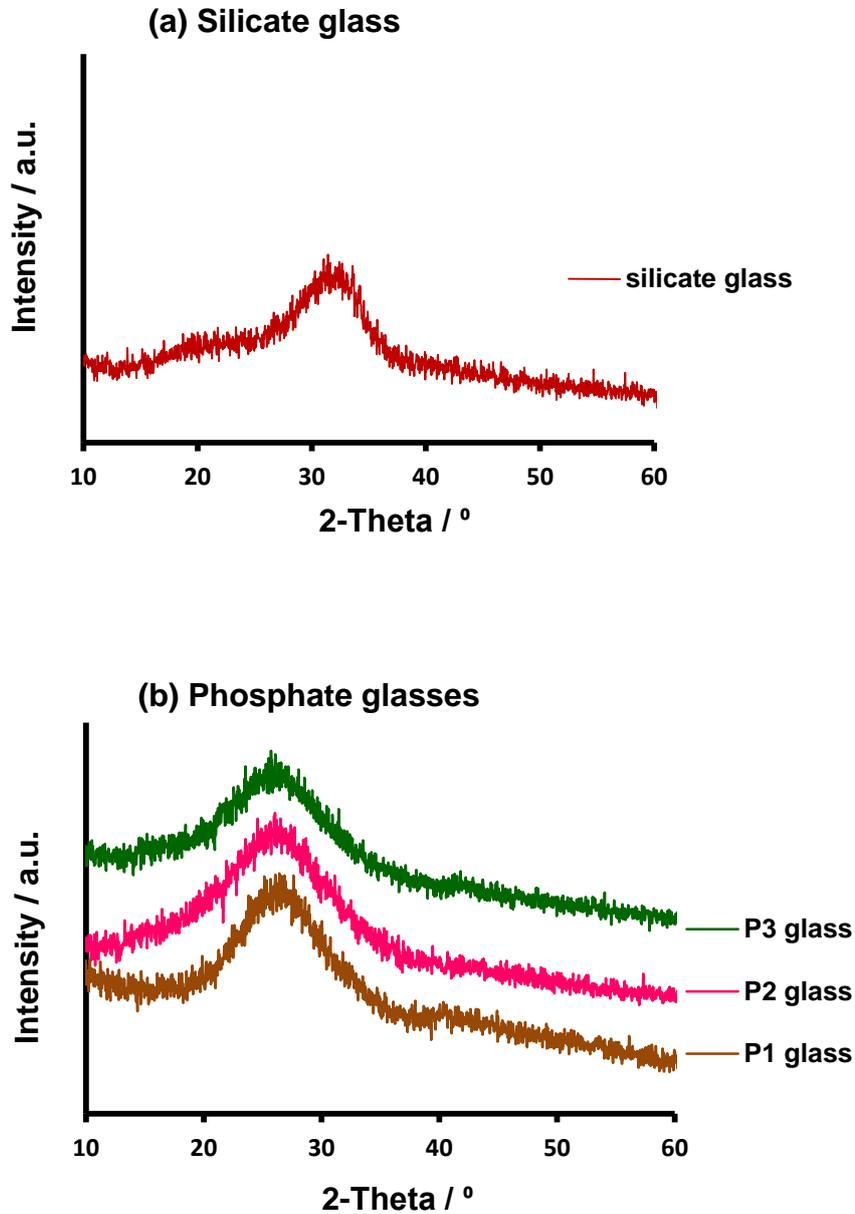 (a) Silicate glass
Intensity / a.u.
silicate glass
10 20 30 40 50 60
2-Theta / º
(b) Phosphate glasses
Intensity / a.u.
P3 glass
P2 glass
P1 glass
10 20 30 40 50 60
2-Theta / º